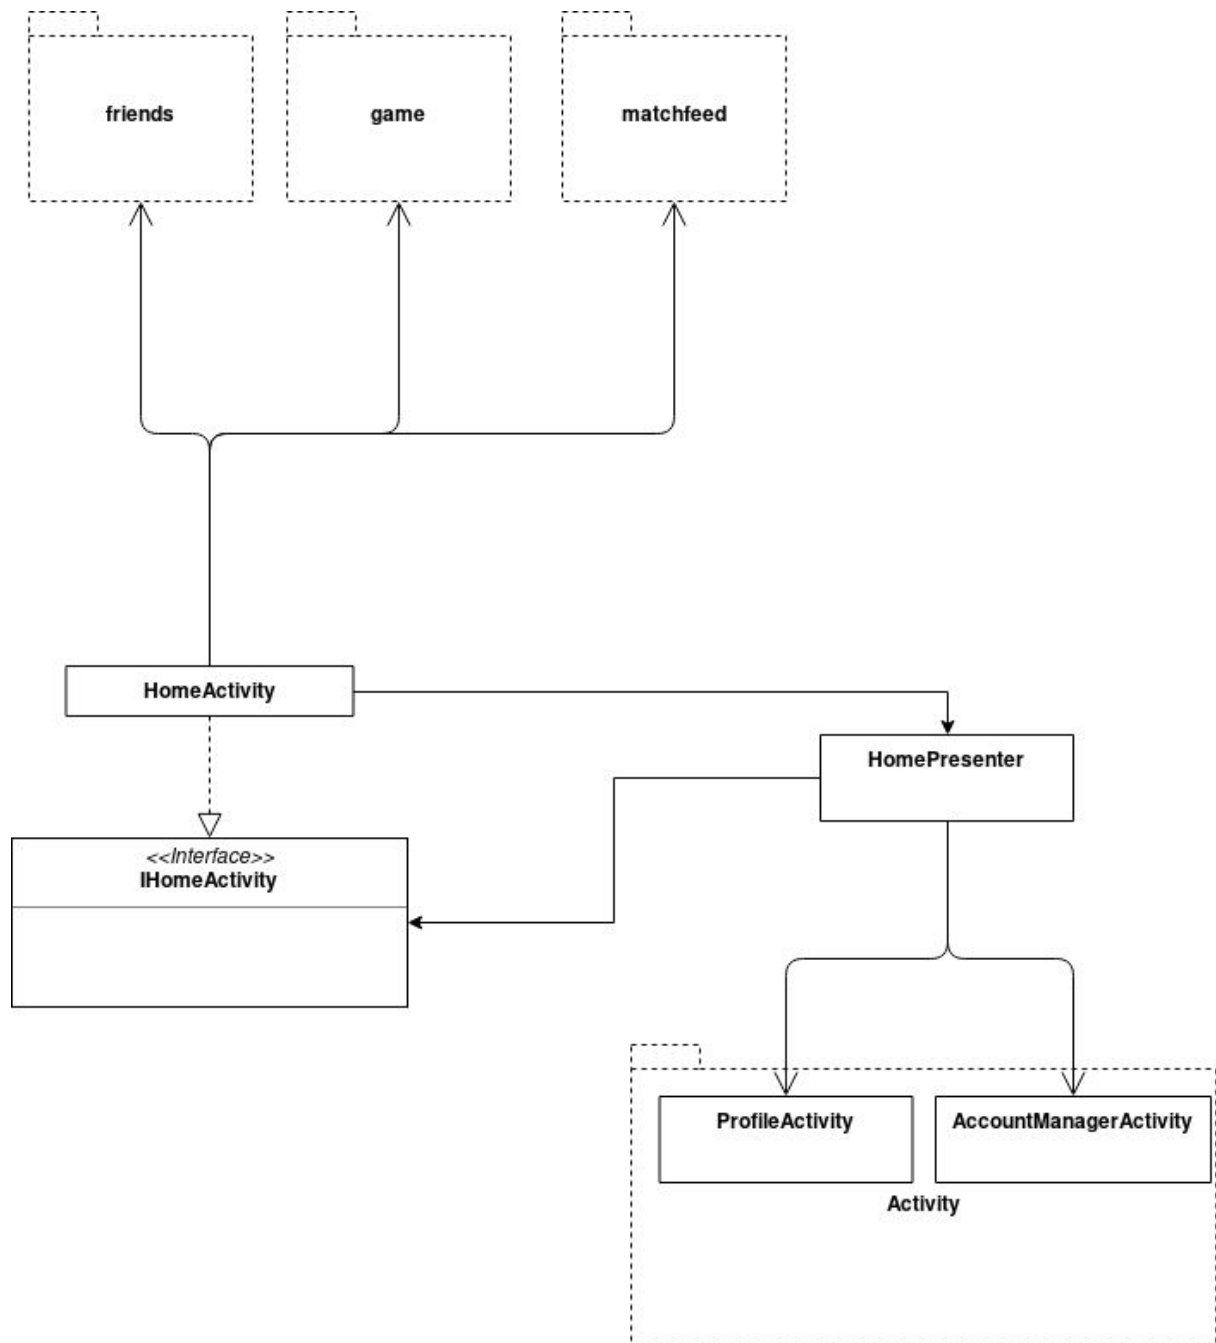 friends
game
matchfeed
HomeActivity
HomePresenter
<<Interface>>
IHomeActivity
ProfileActivity
AccountManagerActivity
Activity